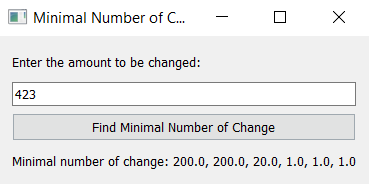 Minimal Number of C...
Enter the amount to be changed:
423
Find Minimal Number of Change
Minimal number of change: 200.0, 200.0, 20.0, 1.0, 1.0, 1.0